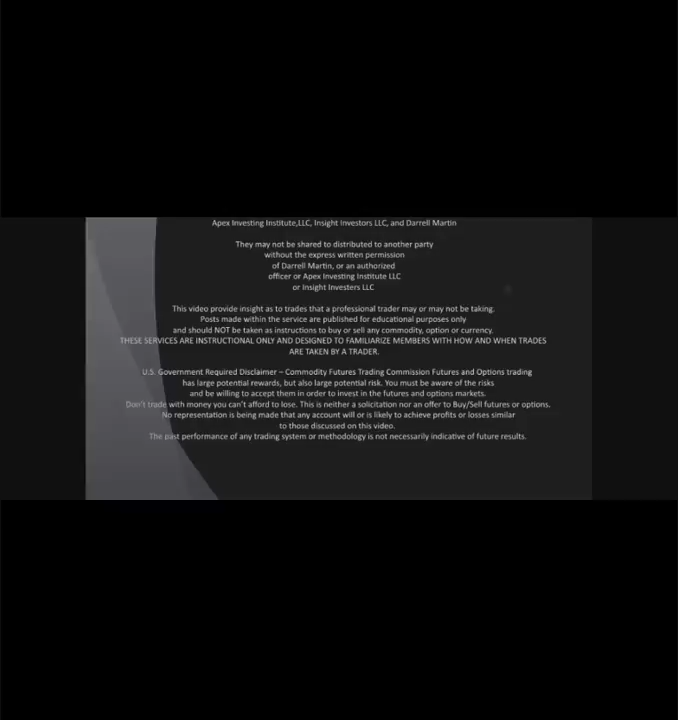 Apex Investing Institute,LLC, Insight Investors LLC, and Darrell Martin
They may not be shared to distributed to another party
without the express written permission
of Darrell Martin, or an authorized
officer or Apex Investing Institute LLC
or Insight Investers LLC
This video provide insight as to trades that a professional trader may or may not be taking.
Posts made within the service are published for educational purposes only
and should NOT be taken as instructions to buy or sell any commodity, option or currency.
THESE SERVICES ARE INSTRUCTIONAL ONLY AND DESIGNED TO FAMILIARIZE MEMBERS WITH HOW AND WHEN TRADES
ARE TAKEN BY A TRADER.
U.S. Government Required Disclaimer – Commodity Futures Trading Commission Futures and Options trading
has large potential rewards, but also large potential risk. You must be aware of the risks
and be willing to accept them in order to invest in the futures and options markets.
Don't trade with money you can't afford to lose. This is neither a solicitation nor an offer to Buy/Sell futures or options.
No representation is being made that any account will or is likely to achieve profits or losses similar
to those discussed on this video.
The past performance of any trading system or methodology is not necessarily indicative of future results.